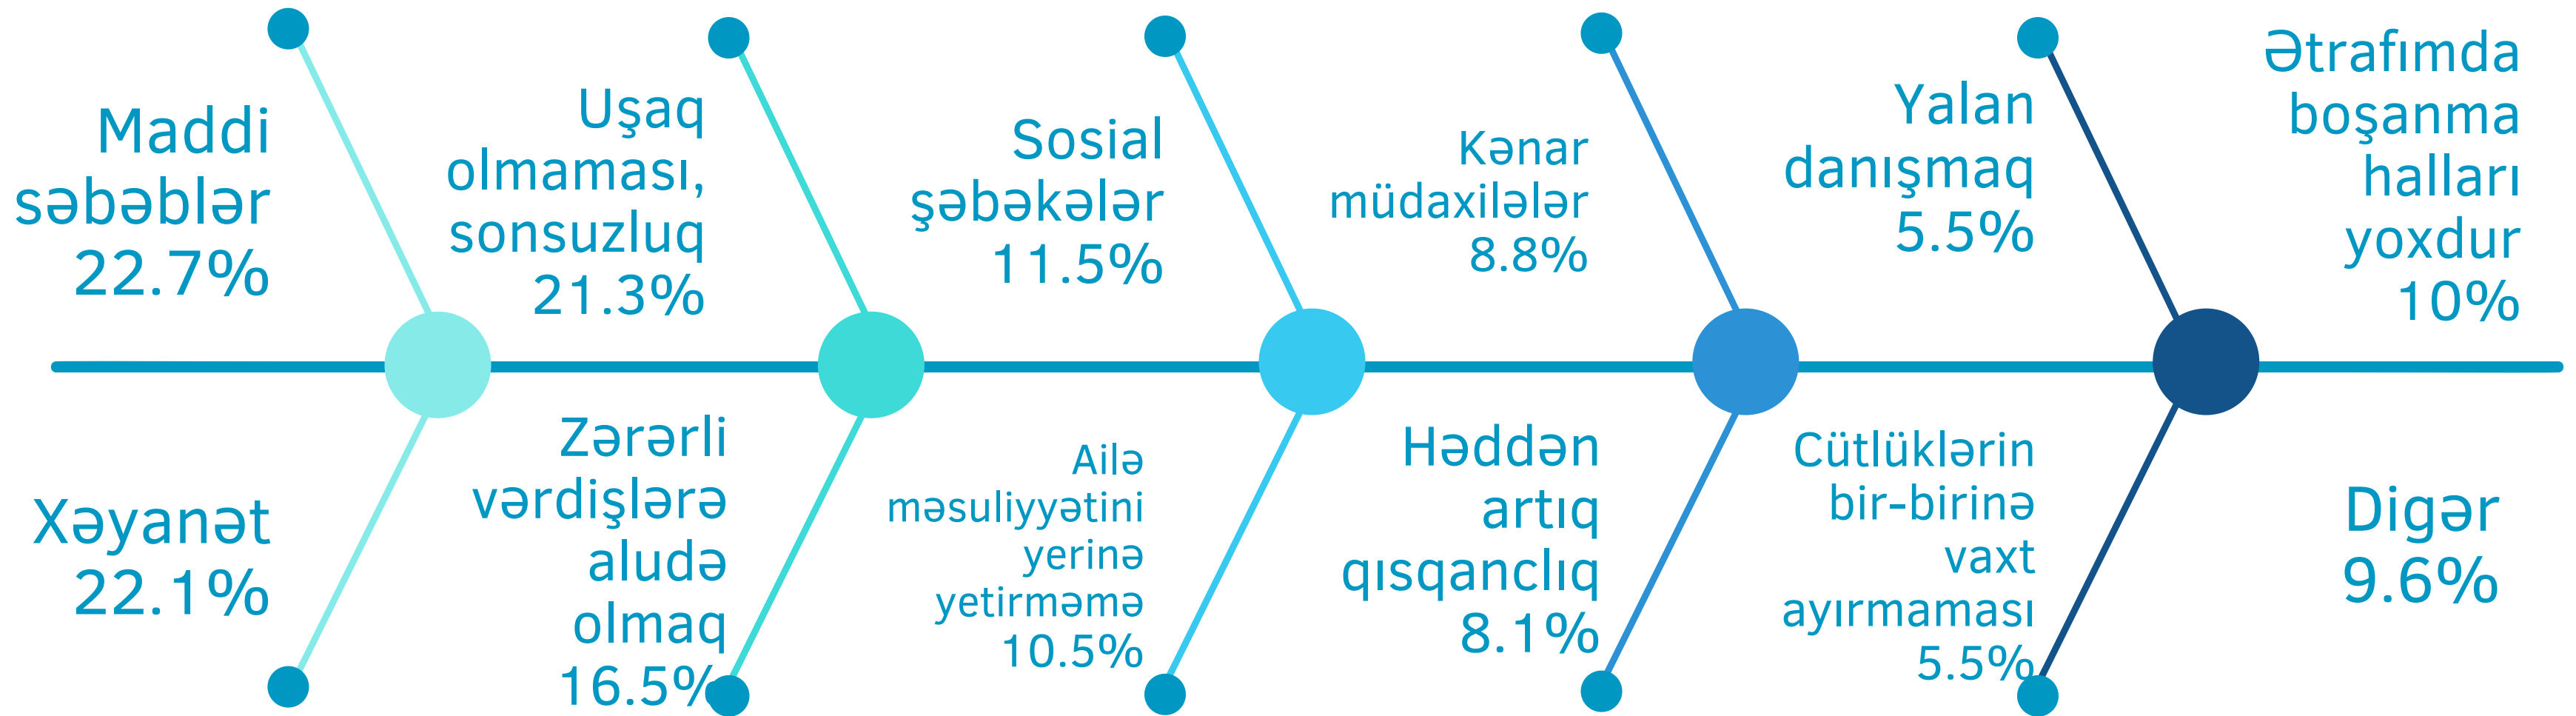 Maddi
səbəblər
22.7%
Uşaq
olmaması,
sonsuzluq
21.3%
Sosial
şəbəkələr
11.5%
Kənar
müdaxilələr
8.8%
Yalan
danışmaq
5.5%
Ətrafımda
boşanma
halları
yoxdur
10%
Xəyanət
22.1%
Zərərli
vərdişlərə
aludə
olmaq
16.5%
Ailə
məsuliyyətini
yerinə
yetirməmə
10.5%
Həddən
artıq
qısqanclıq
8.1%
Cütlüklərin
bir-birinə
vaxt
ayırmaması
5.5%
Digər
9.6%